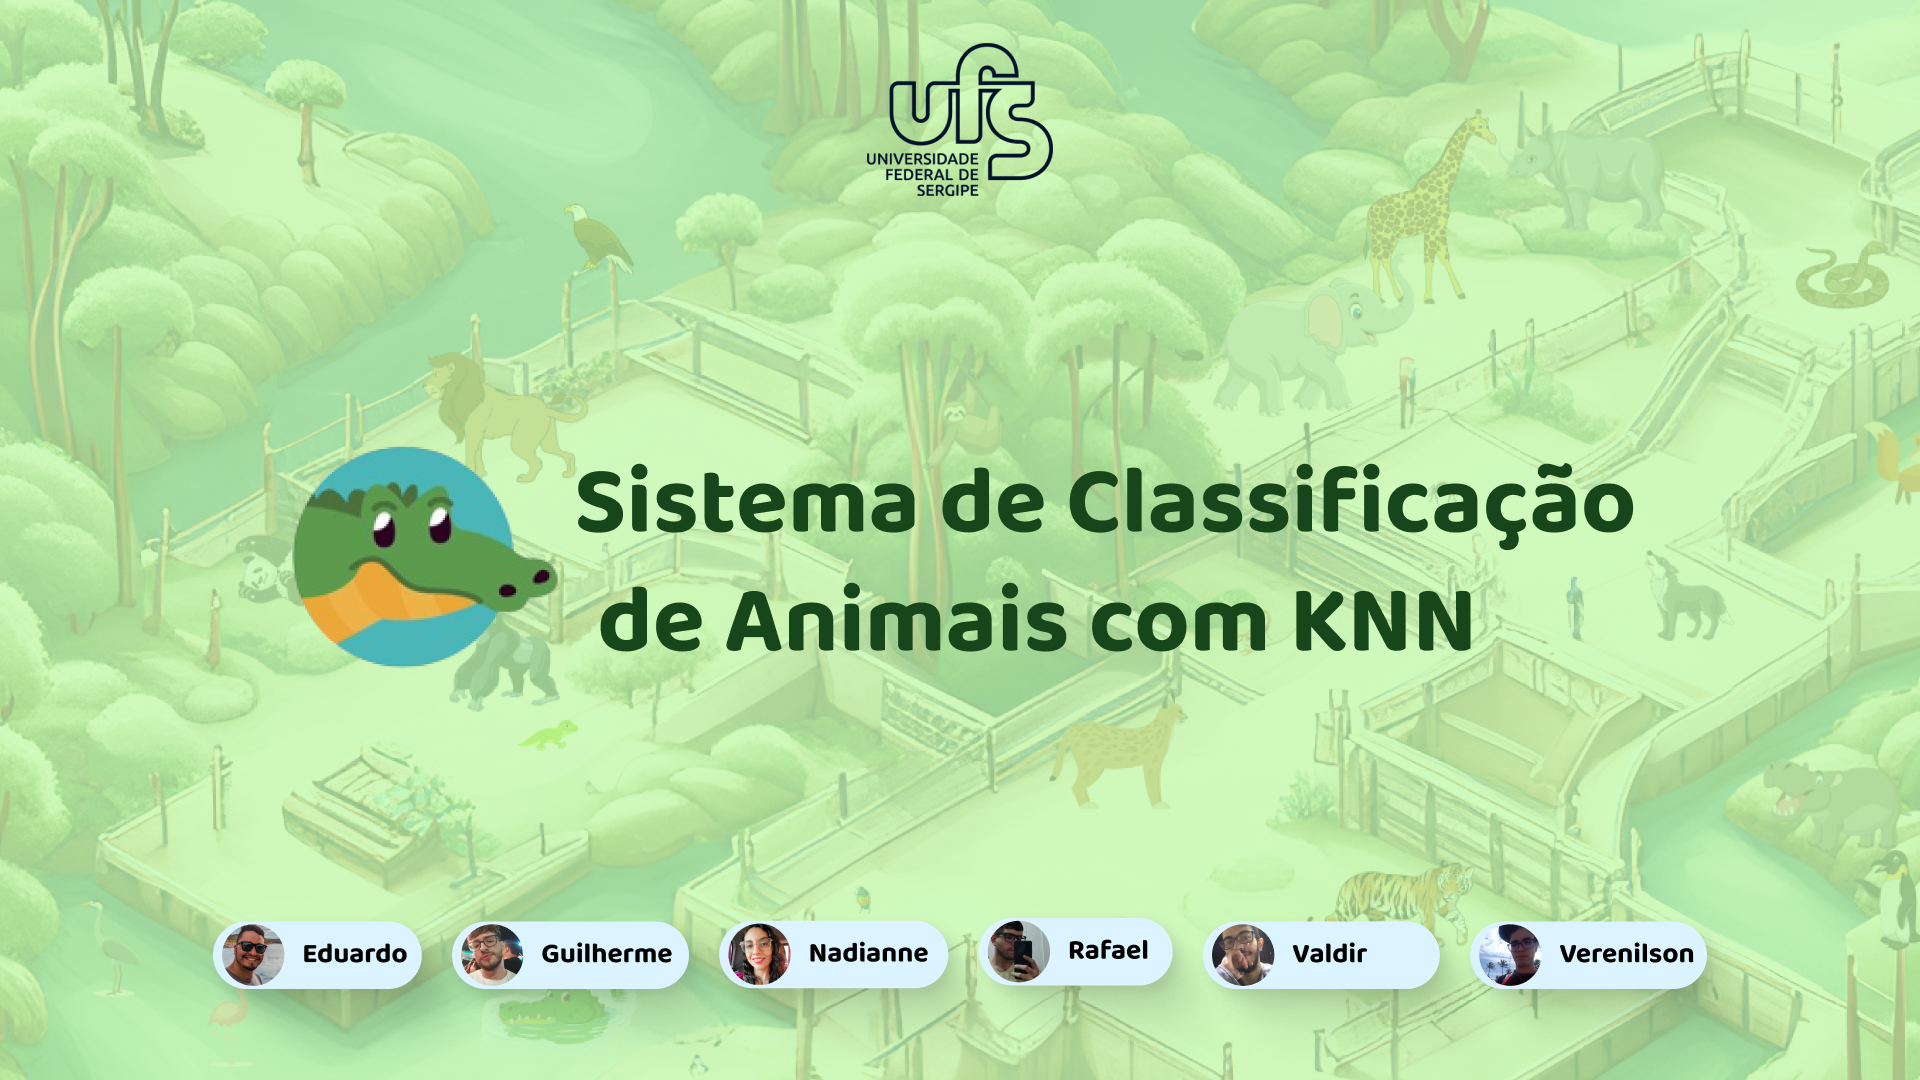 ufs
UNIVERSIDADE
FEDERAL DE
SERGIPE
Sistema de Classificação
de Animais com KNN
Eduardo
Guilherme
Nadianne
Rafael
Valdir
Verenilson